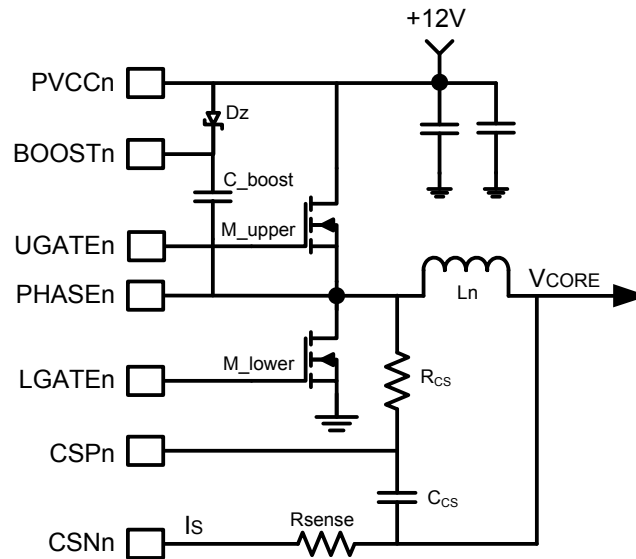 +12V
PVCCn
Dz
BOOSTn
C_boost
M_upper
UGATEn
PHASEn
Ln
VCORE
M_lower
LGATEn
RCS
CSPn
CCS
CSNn
IS
Rsense